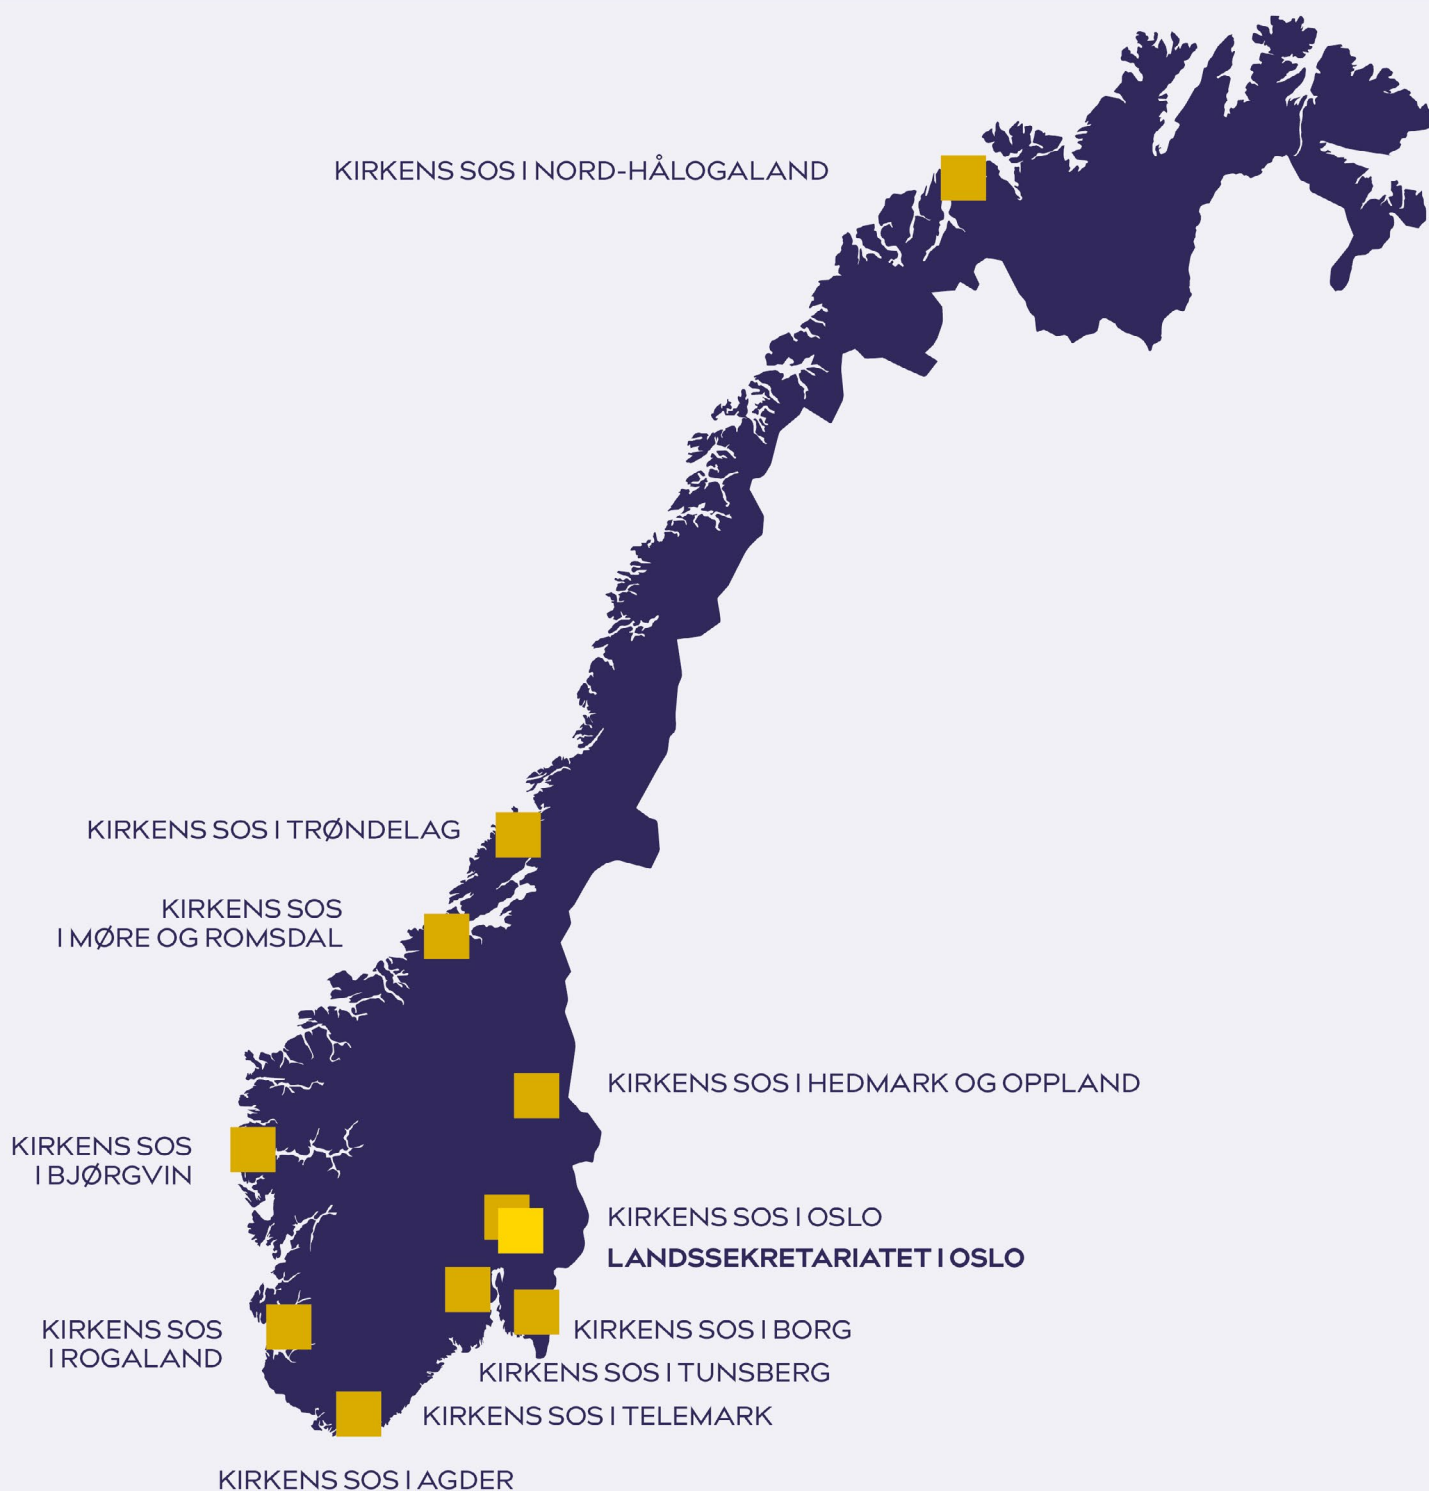 KIRKENS SOS I NORD-HÅLOGALAND
KIRKENS SOS I TRØNDELAG
KIRKENS SOS
I MØRE OG ROMSDAL
KIRKENS SOS I HEDMARK OG OPPLAND
KIRKENS SOS
I BJØRGVIN
KIRKENS SOS I OSLO
LANDSSEKRETARIATET I OSLO
KIRKENS SOS
I ROGALAND
KIRKENS SOS I BORG
KIRKENS SOS I TUNSBERG
KIRKENS SOS I TELEMARK
KIRKENS SOS I AGDER